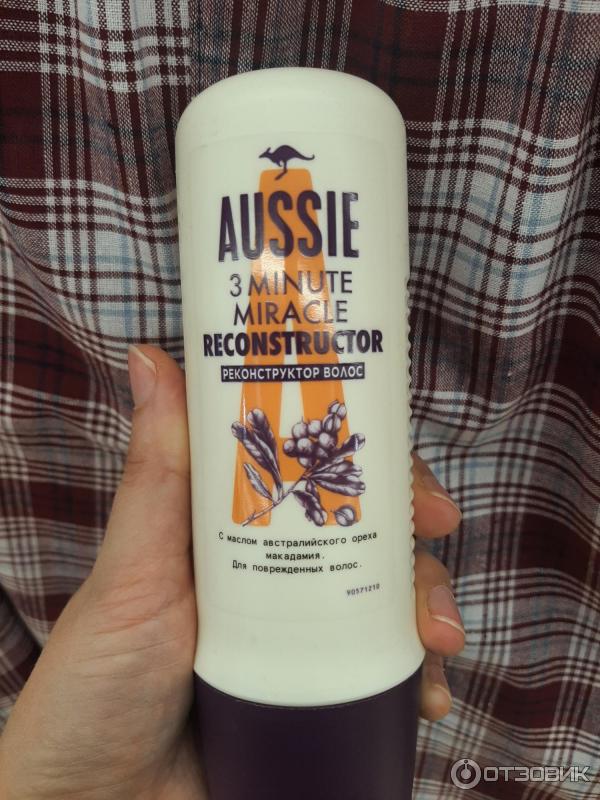 AUSSIE
3 MINUTE
MIRACLE
RECONSTRUCTOR
РЕКОНСТРУКТОР ВОЛОС
С маслом австралийского ореха
макадамия.
Для поврежденных волос.
90571210
ОТЗОВИК